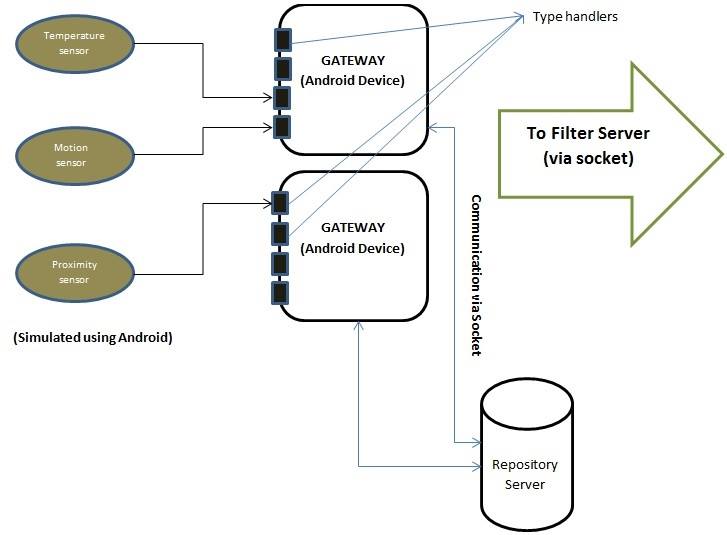 Temperature
sensor
GATEWAY
(Android Device)
Type handlers
To Filter Server
(via socket)
Motion
sensor
GATEWAY
(Android Device)
Communication via Socket
Proximity
sensor
(Simulated using Android)
Repository
Server